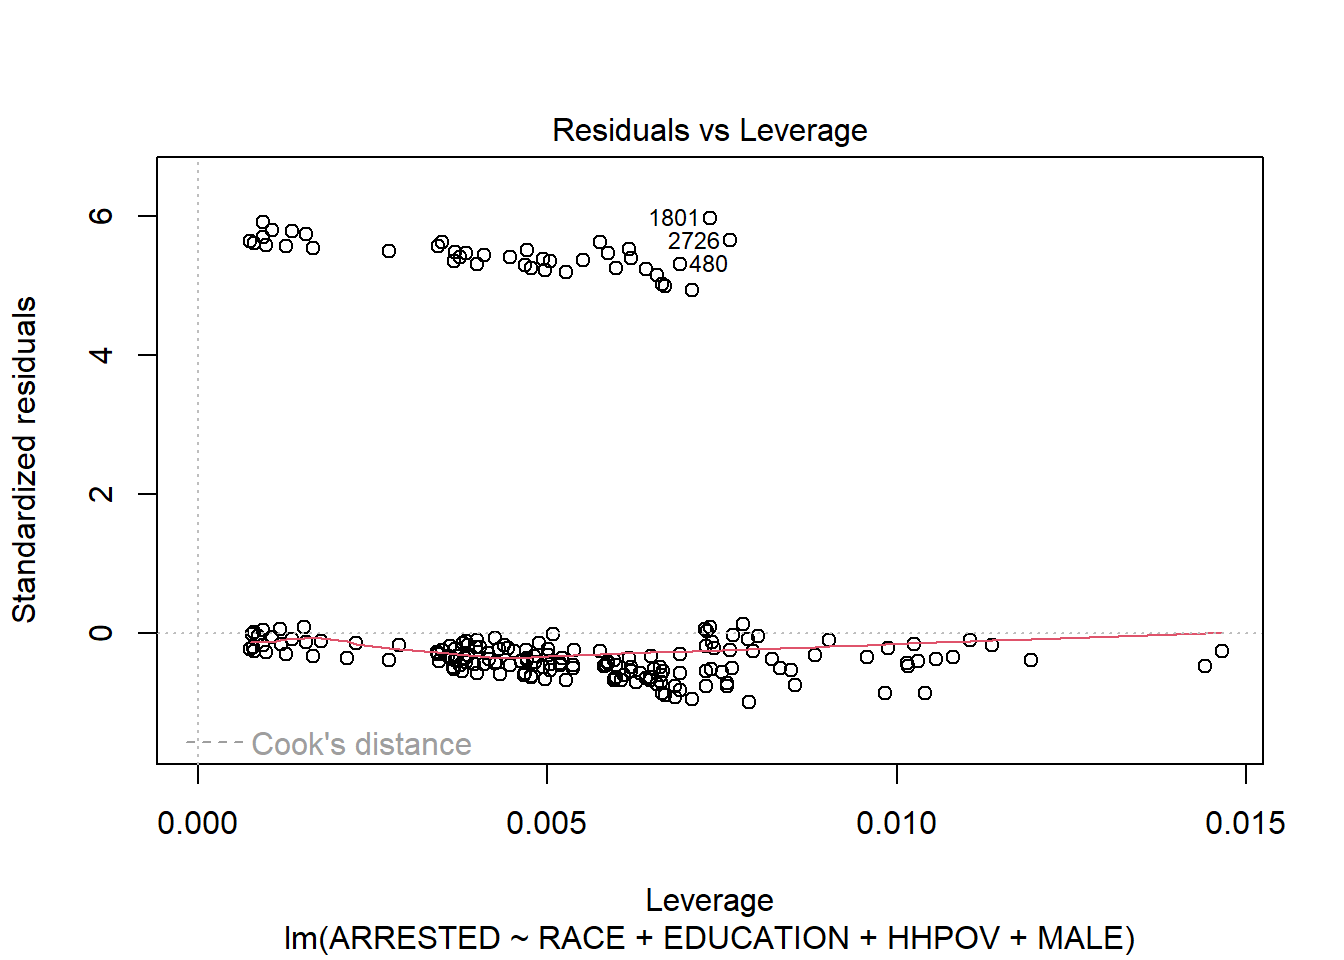 Residuals vs Leverage
Standardized residuals
6
4
2
0
1801
2726
480
Cook's distance
0.000 0.005 0.010 0.015
Leverage
lm(ARRESTED ~ RACE + EDUCATION + HHPOV + MALE)